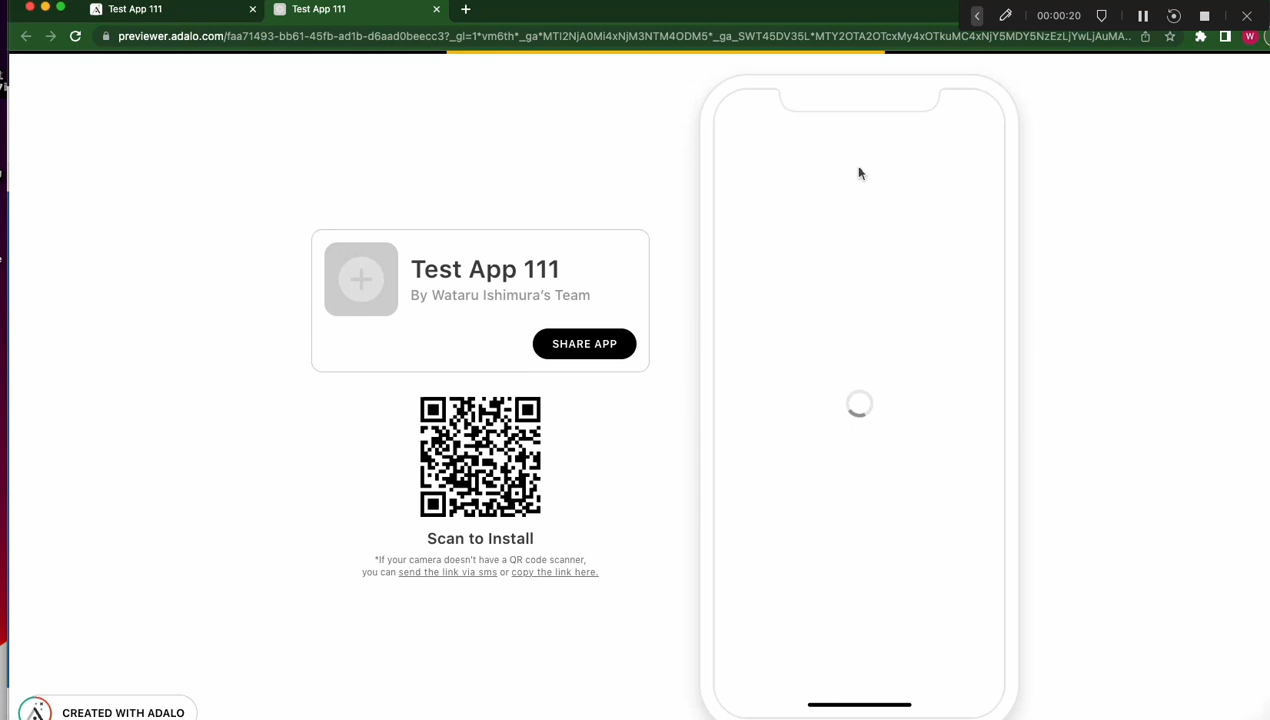 Test App 111
Test App 111
00:00:20
previewer.adalo.com/faa71493-bb61-45fb-ad1b-d6aad0beecc3?_gl=1*vm6th*_ga*MTI2NjA0Mi4xNjM3NTM4ODM5*_ga_SWT45DV35L*MTY2OTA2OTcxMy4xOTkuMC4xNjY5MDY5NzEzLjYwLjAuMA..
W
Test App 111
By Wataru Ishimura's Team
SHARE APP
Scan to Install
*If your camera doesn't have a QR code scanner,
you can send the link via sms or copy the link here.
CREATED WITH ADALO